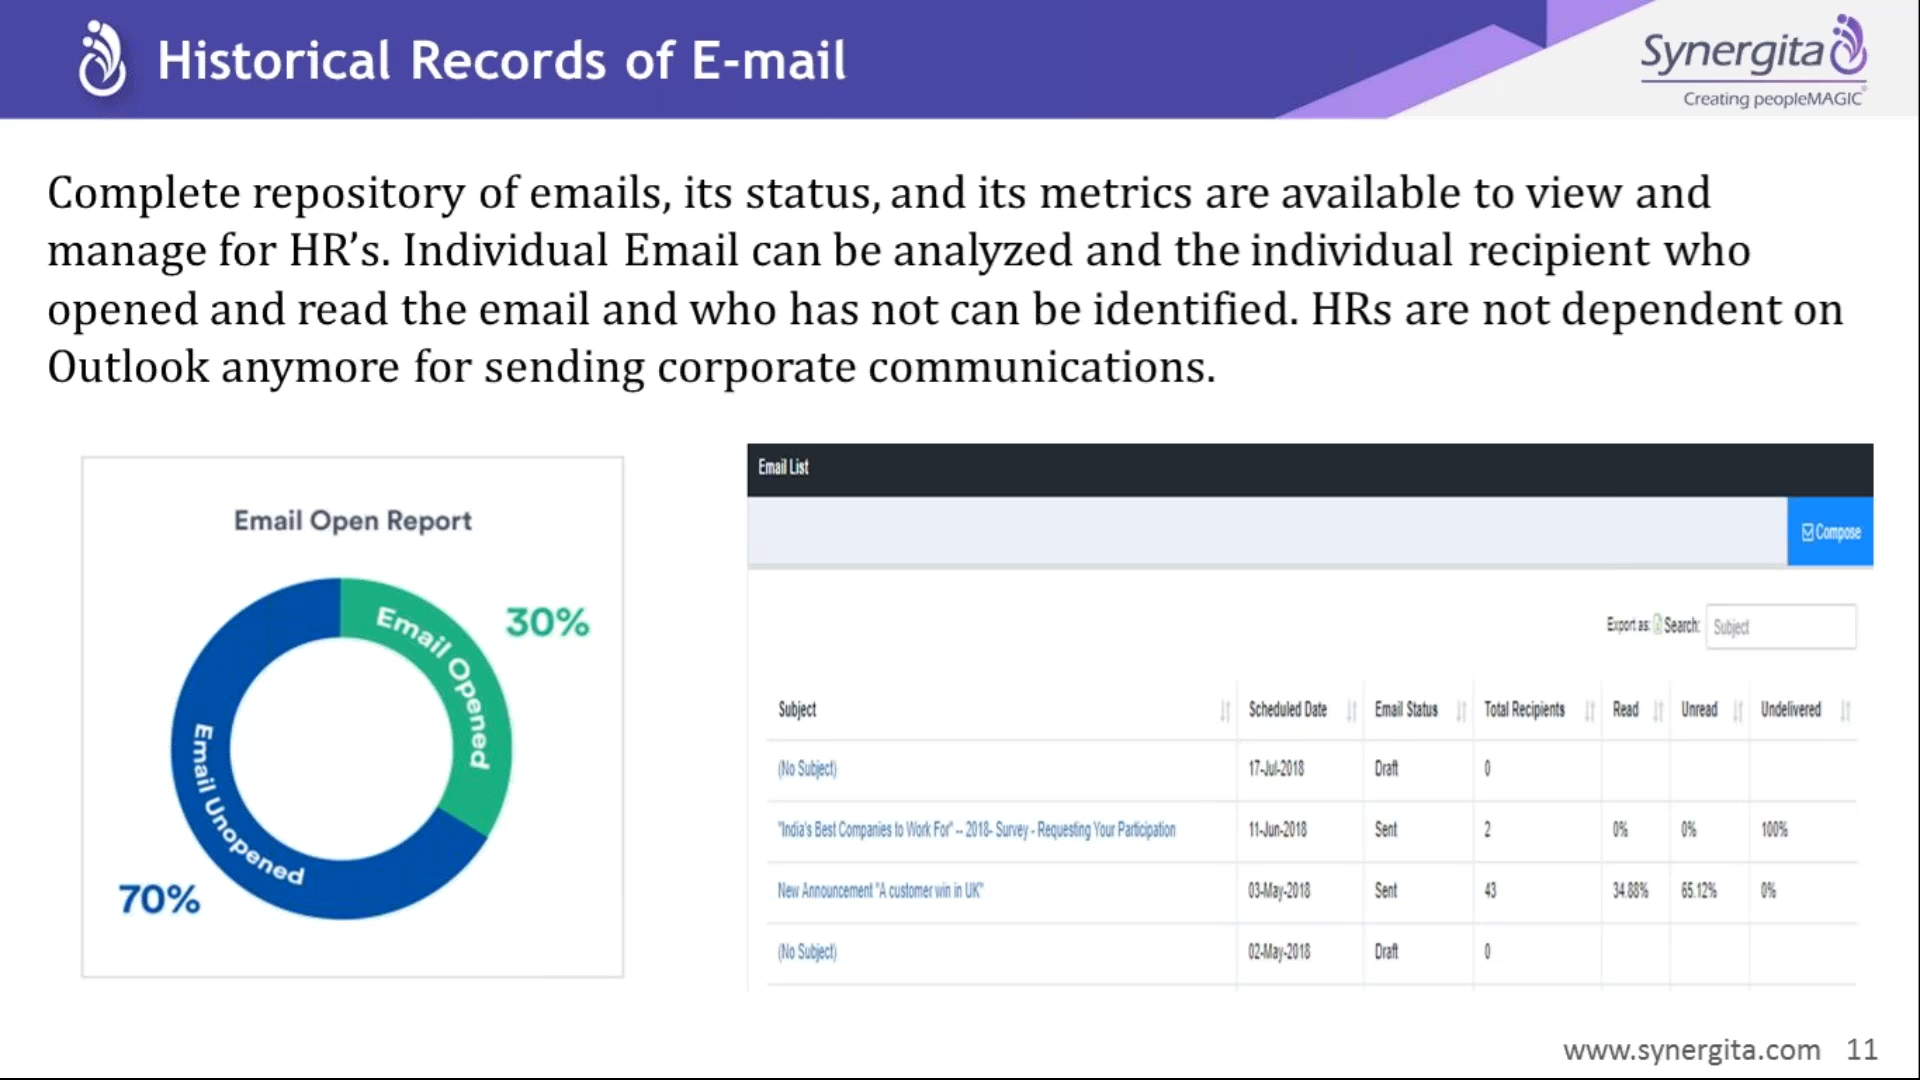 Historical Records of E-mail
Synergita
Creating peopleMAGIC
Complete repository of emails, its status, and its metrics are available to view and
manage for HR’s. Individual Email can be analyzed and the individual recipient who
opened and read the email and who has not can be identified. HRs are not dependent on
Outlook anymore for sending corporate communications.
Email Open Report
Email Opened
30%
Email Unopened
70%
Email List
Compose
Export as: Search: Subject
Subject Scheduled Date Email Status Total Recipients Read Unread Undelivered
(No Subject) 17-Jul-2018 Draft 0
"India's Best Companies to Work For" -- 2018- Survey - Requesting Your Participation 11-Jun-2018 Sent 2 0% 0% 100%
New Announcement "A customer win in UK" 03-May-2018 Sent 43 34.88% 65.12% 0%
(No Subject) 02-May-2018 Draft 0
www.synergita.com 11